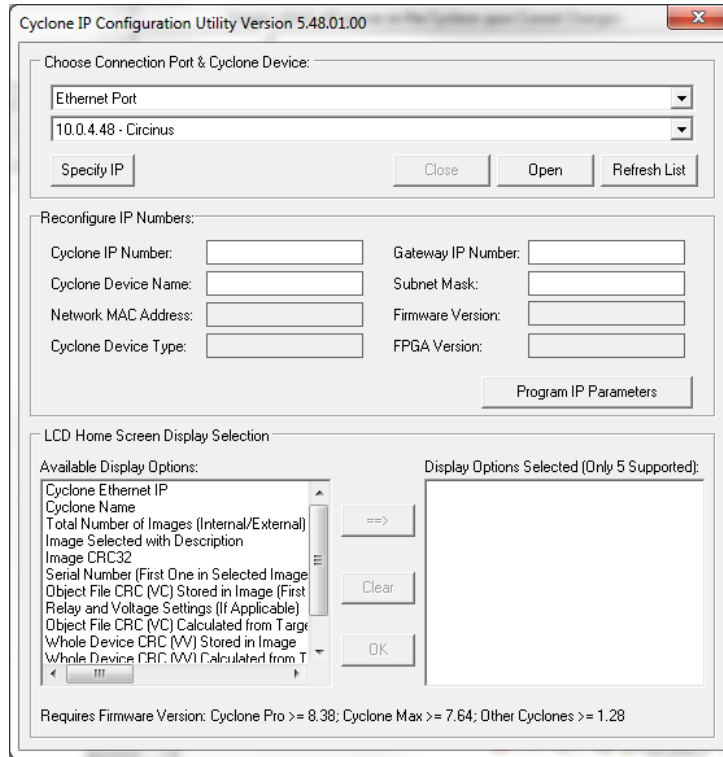 Cyclone IP Configuration Utility Version 5.48.01.00
Choose Connection Port & Cyclone Device:
Ethernet Port
10.0.4.48 - Circinus
Specify IP Close Open Refresh List
Reconfigure IP Numbers:
Cyclone IP Number: Gateway IP Number:
Cyclone Device Name: Subnet Mask:
Network MAC Address: Firmware Version:
Cyclone Device Type: FPGA Version:
Program IP Parameters
LCD Home Screen Display Selection
Available Display Options: Display Options Selected (Only 5 Supported):
Cyclone Ethernet IP
Cyclone Name
Total Number of Images (Internal/External)
Image Selected with Description
==>
Image CRC32
Serial Number (First One in Selected Image
Object File CRC (VC) Stored in Image (First
Clear
Relay and Voltage Settings (If Applicable)
Object File CRC (VC) Calculated from Targe
Whole Device CRC (VV) Stored in Image
OK
Whole Device CRC (VV) Calculated from T
Requires Firmware Version: Cyclone Pro >= 8.38; Cyclone Max >= 7.64; Other Cyclones >= 1.28